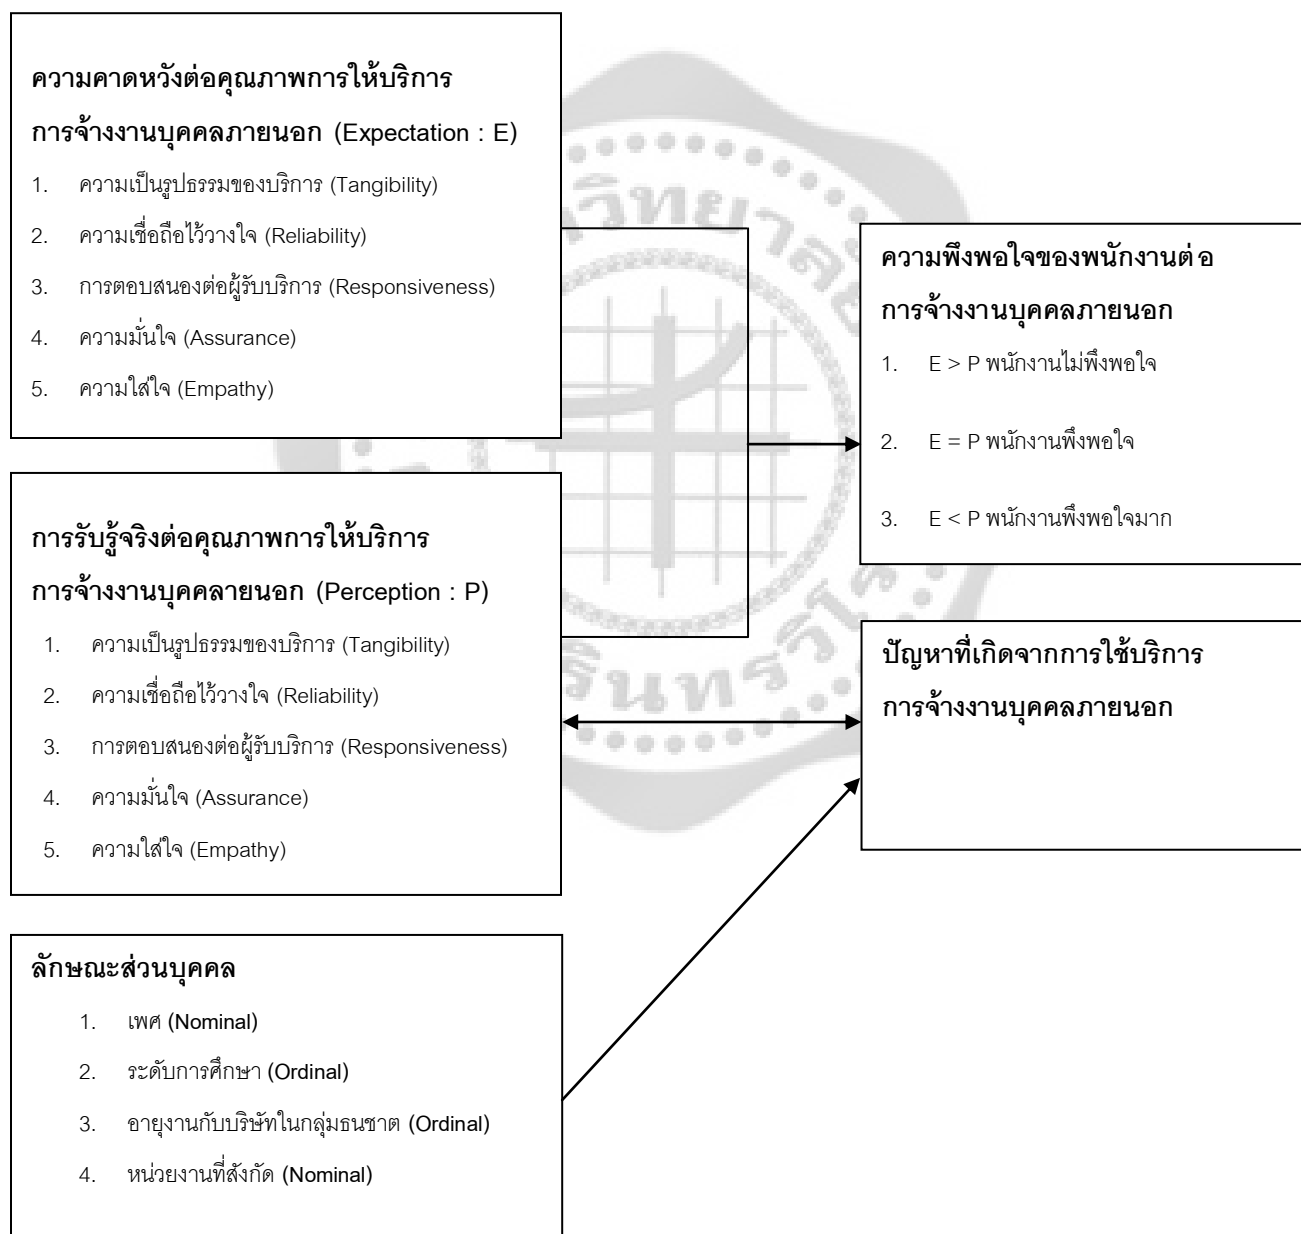 ความคาดหวังต่อคุณภาพการให้บริการ
การจ้างงานบุคคลภายนอก (Expectation : E)
1. ความเป็นรูปธรรมของบริการ (Tangibility)
2. ความเชื่อถือไว้วางใจ (Reliability)
3. การตอบสนองต่อผู้รับบริการ (Responsiveness)
4. ความมั่นใจ (Assurance)
5. ความใส่ใจ (Empathy)
การรับรู้จริงต่อคุณภาพการให้บริการ
การจ้างงานบุคคลายนอก (Perception : P)
1. ความเป็นรูปธรรมของบริการ (Tangibility)
2. ความเชื่อถือไว้วางใจ (Reliability)
3. การตอบสนองต่อผู้รับบริการ (Responsiveness)
4. ความมั่นใจ (Assurance)
5. ความใส่ใจ (Empathy)
ลักษณะส่วนบุคคล
1. เพศ (Nominal)
2. ระดับการศึกษา (Ordinal)
3. อายุงานกับบริษัทในกลุ่มธนชาต (Ordinal)
4. หน่วยงานที่สังกัด (Nominal)
ความพึงพอใจของพนักงานต่อ
การจ้างงานบุคคลภายนอก
1. E > P พนักงานไม่พึงพอใจ
2. E = P พนักงานพึงพอใจ
3. E < P พนักงานพึงพอใจมาก
ปัญหาที่เกิดจากการใช้บริการ
การจ้างงานบุคคลภายนอก